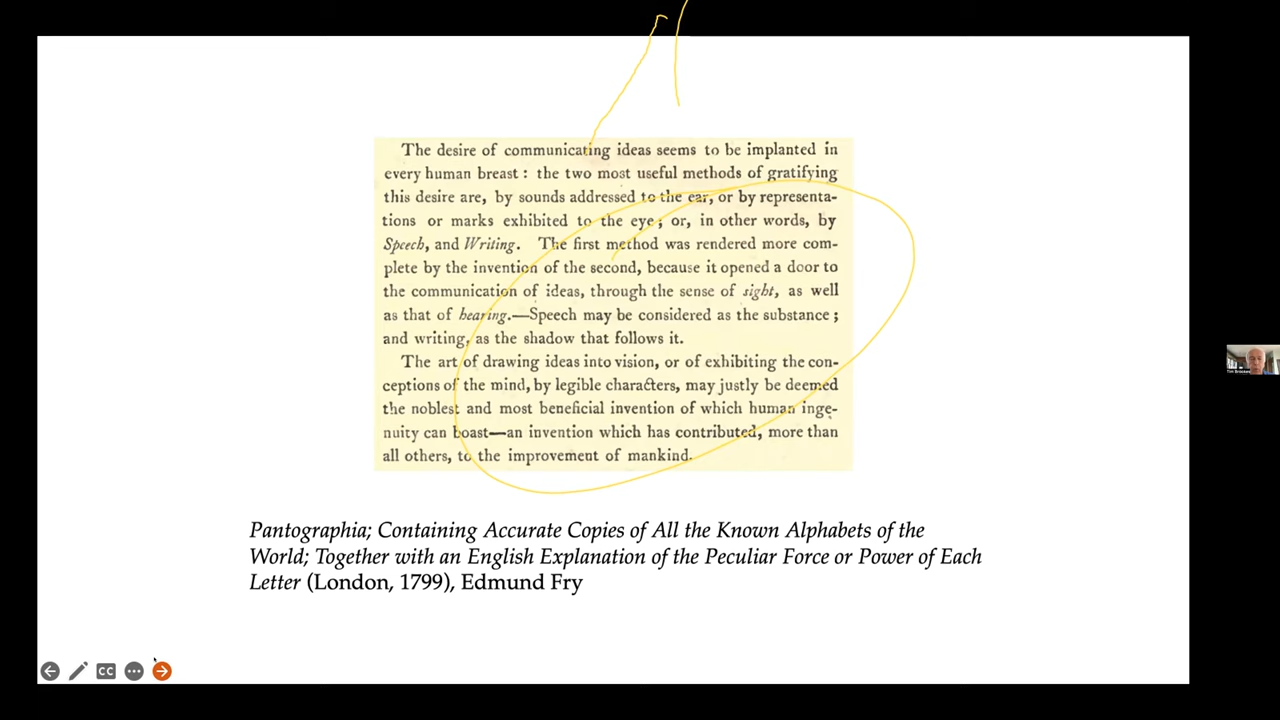 The desire of communicating ideas seems to be implanted in
every human breast : the two most useful methods of gratifying
this desire are, by sounds addressed to the ear, or by representa-
tions or marks exhibited to the eye ; or, in other words, by
Speech, and Writing. The first method was rendered more com-
plete by the invention of the second, because it opened a door to
the communication of ideas, through the sense of sight, as well
as that of hearing.—Speech may be considered as the substance ;
and writing, as the shadow that follows it.
The art of drawing ideas into vision, or of exhibiting the con-
ceptions of the mind, by legible characters, may justly be deemed
the noblest and most beneficial invention of which human inge-
nuity can boast—an invention which has contributed, more than
all others, to the improvement of mankind.
Pantographia; Containing Accurate Copies of All the Known Alphabets of the
World; Together with an English Explanation of the Peculiar Force or Power of Each
Letter (London, 1799), Edmund Fry
CC